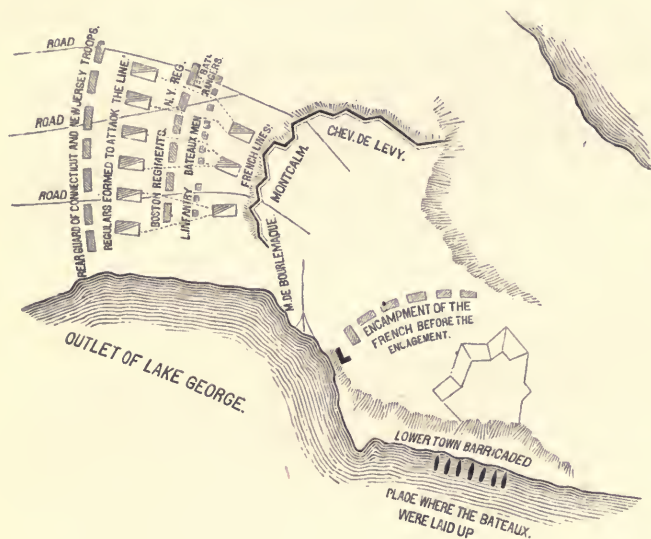 ROAD
ROAD
ROAD
REAR GUARD OF CONNECTICUT AND NEW JERSEY TROOPS.
REGULARS FORMED TO ATTACK THE LINE.
BOSTON REGIMENTS.
N.Y. REG.
L.INFANTRY
BATEAUX MEN
RANGERS.
FRENCH LINES:
MONTCALM.
CHEV. DE LEVY.
M. DE BOURLEMAQUE.
ENCAMPMENT OF THE
FRENCH BEFORE THE
ENGAGEMENT.
OUTLET OF LAKE GEORGE.
LOWER TOWN BARRICADED
PLACE WHERE THE BATEAUX.
WERE LAID UP